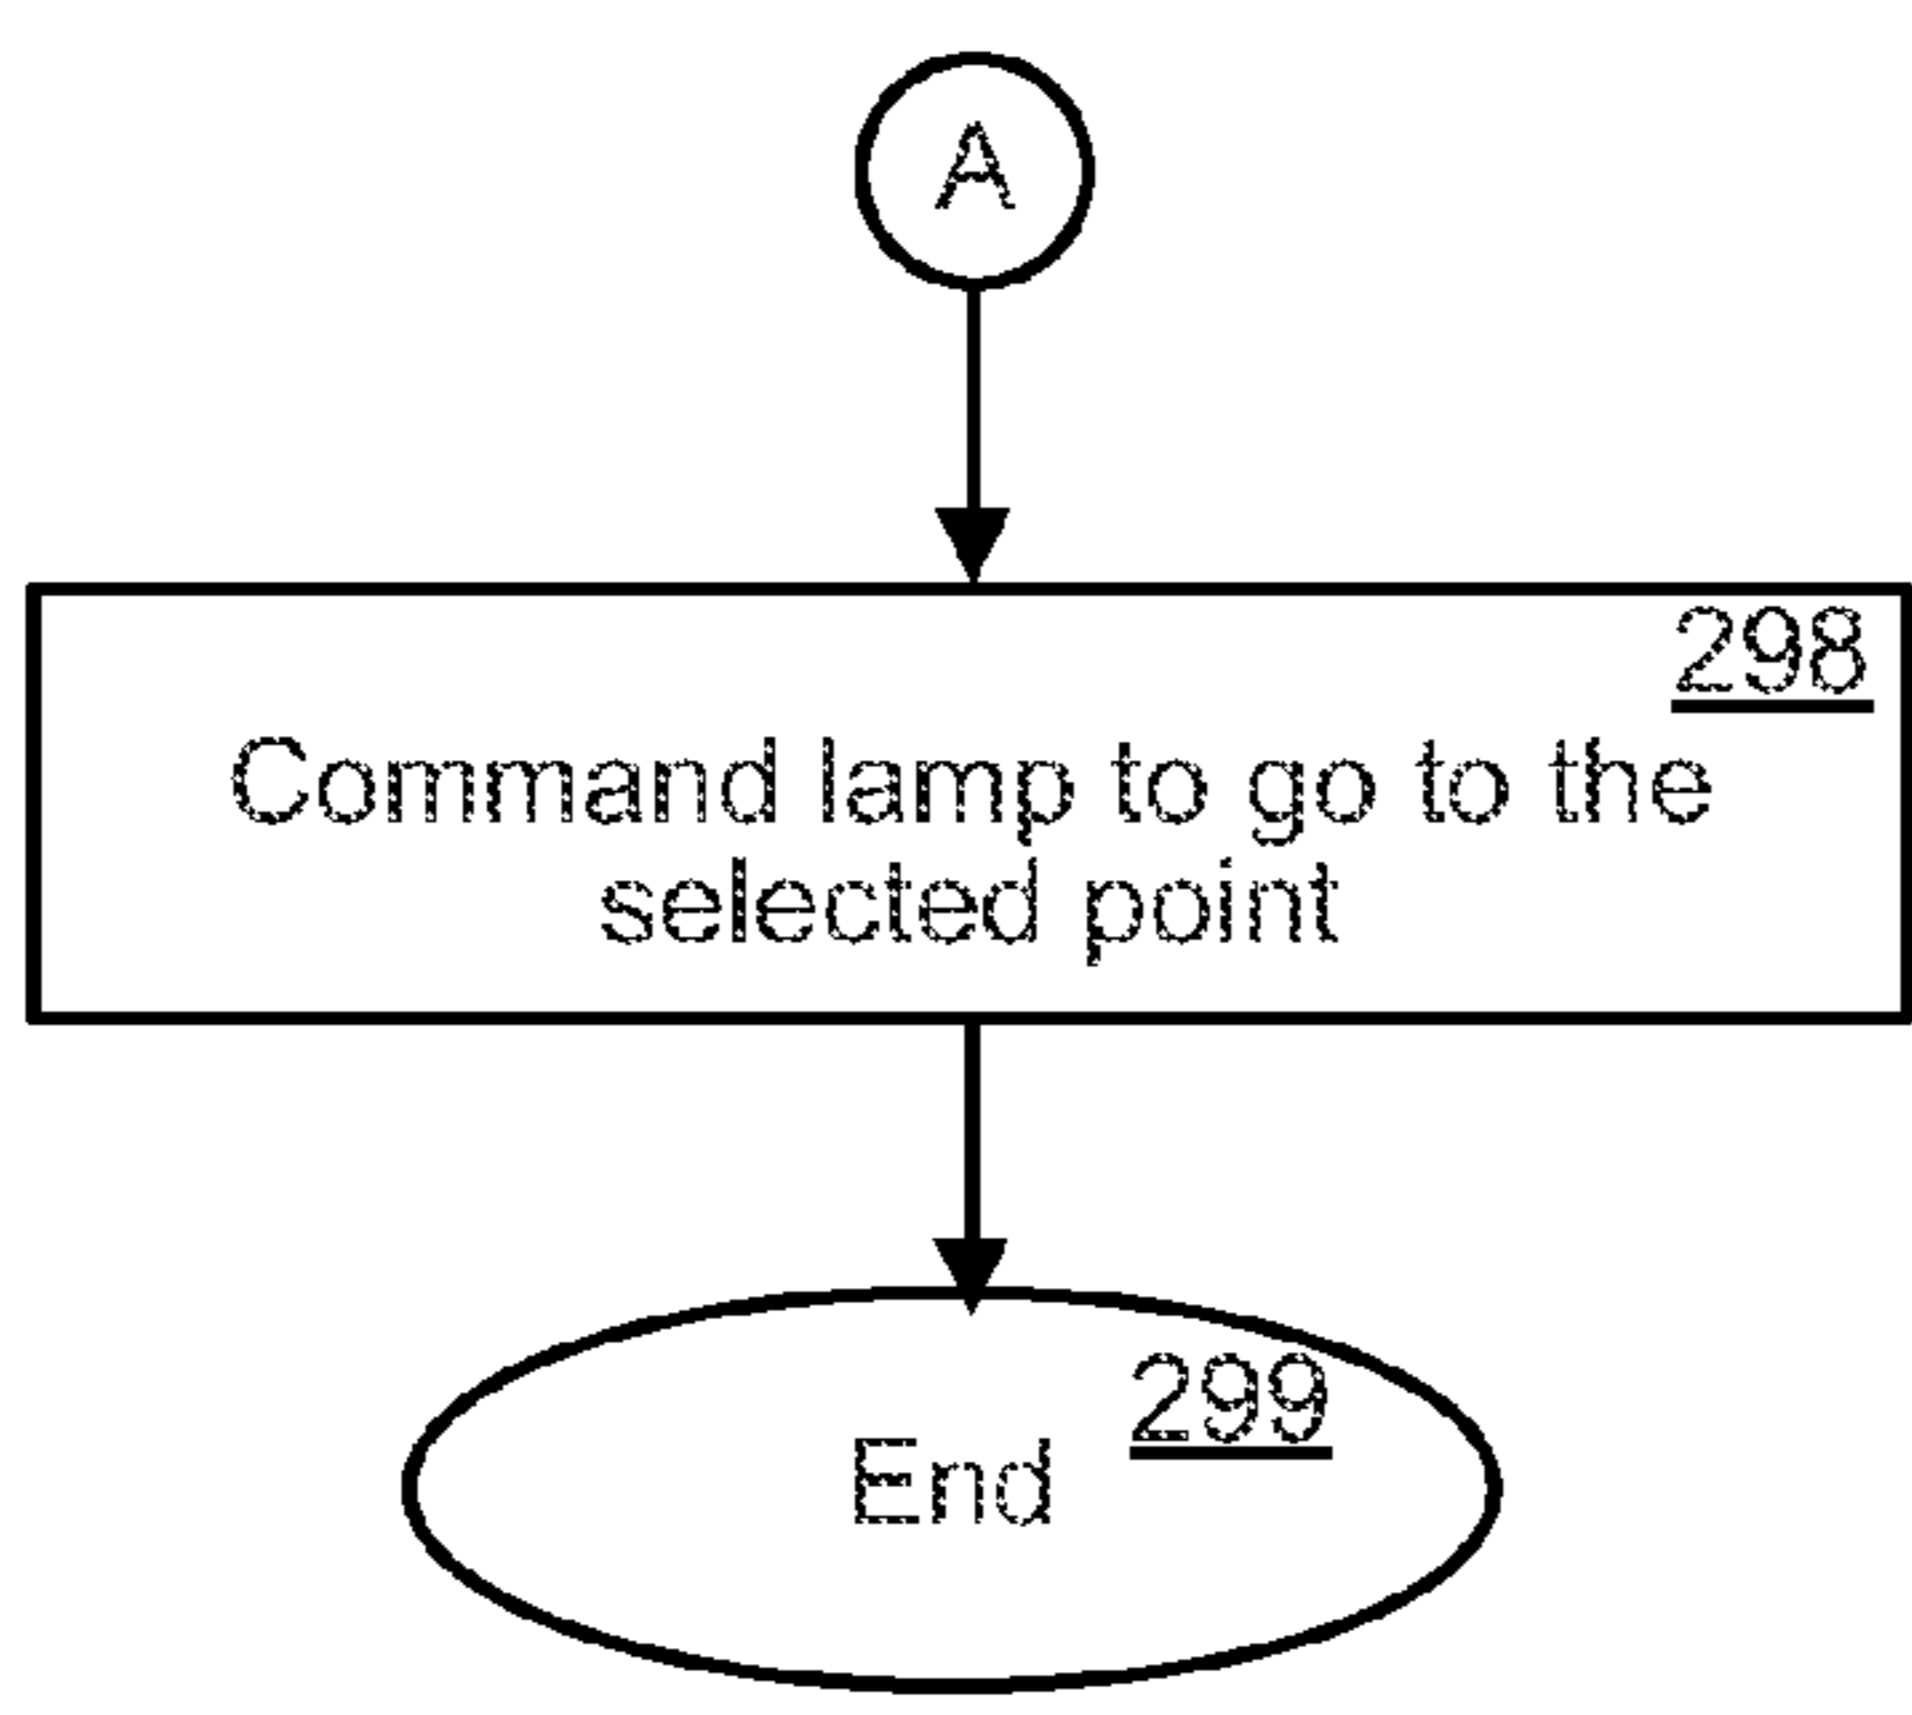 A
298
Command lamp to go to the
selected point
299
End